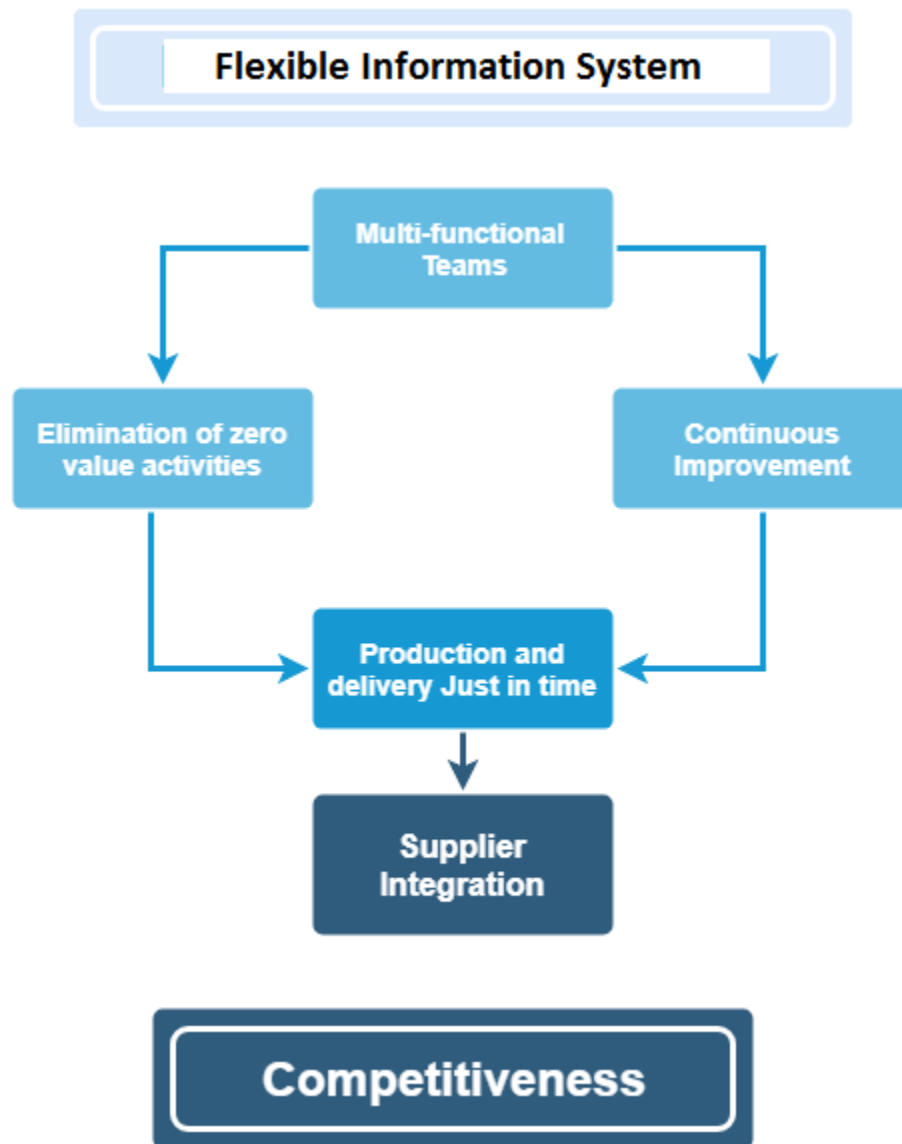 Flexible Information System
Multi-functional
Teams
Elimination of zero
value activities
Continuous
Improvement
Production and
delivery Just in time
Supplier
Integration
Competitiveness